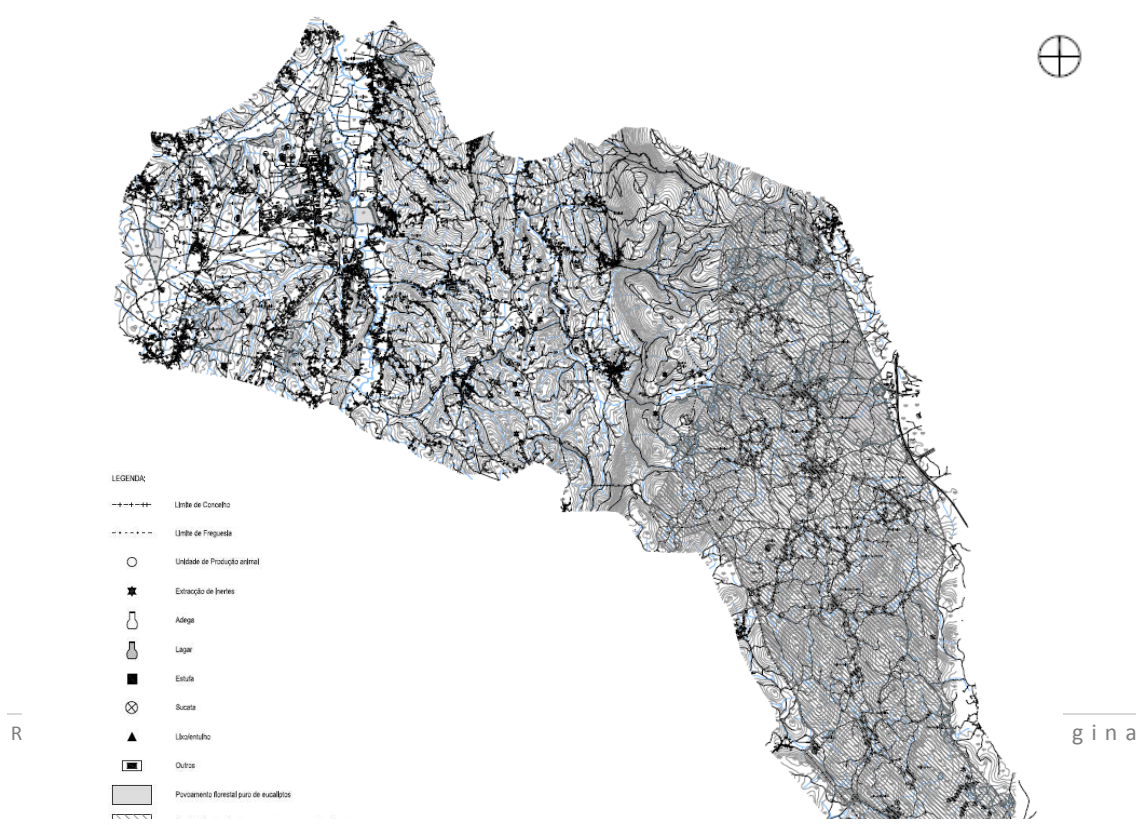 LEGENDA:
Limite de Concelho
Limite de Freguesia
Unidade de Produção animal
Extracção de Inertes
Adega
Lagar
Estufa
Sucata
Lixo/entulho
Outros
Povoamento florestal puro de eucaliptos
R
gina